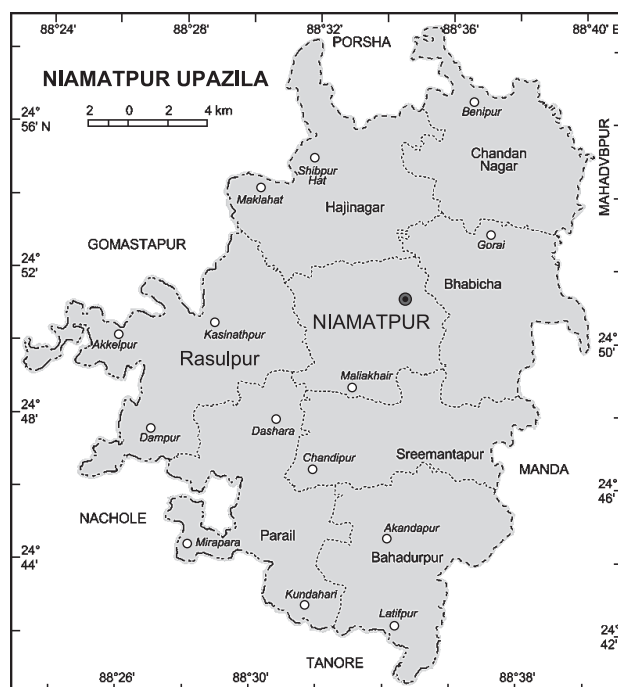 88°24' 88°28' 88°32' 88°36' 88°40' E
PORSHA
NIAMATPUR UPAZILA
2 0 2 4 km
24°
56' N
Benipur
Chandan
Nagar
MAHADVBPUR
Shibpur
Hat
Maklahat
Hajinagar
Gorai
GOMASTAPUR
24°
52'
Bhabicha
NIAMATPUR
Kasinathpur
Akkelpur
Rasulpur
24°
50'
Maliakhair
24°
48'
Dampur
Dashara
Chandipur
Sreemantapur
MANDA
24°
46'
NACHOLE
Parail
Akandapur
Mirapara
Bahadurpur
24°
44'
Kundahari
Latifpur
24°
42'
TANORE
88°26' 88°30' 88°38'